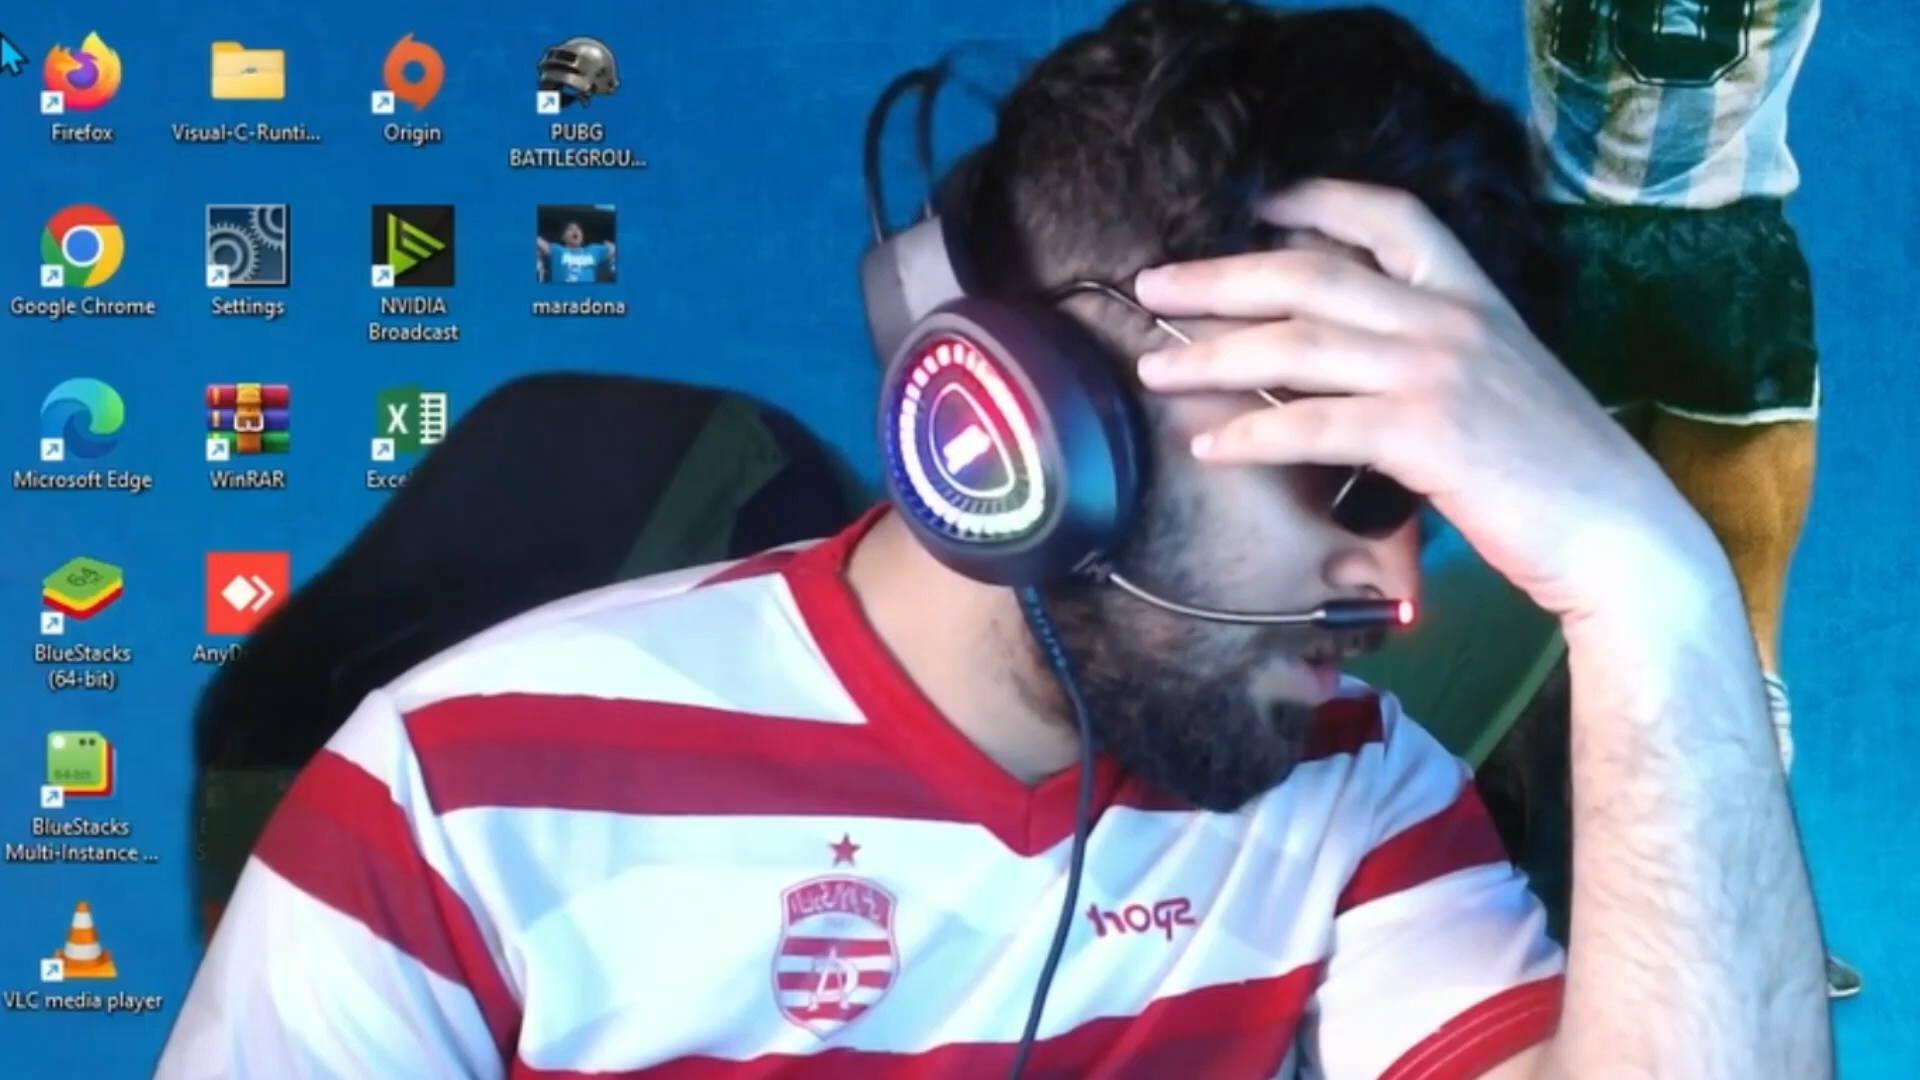 Firefox
Visual-C-Runti...
Origin
PUBG
BATTLEGROU...
Google Chrome
Settings
NVIDIA
Broadcast
maradona
Microsoft Edge
WinRAR
BlueStacks
(64-bit)
BlueStacks
Multi-Instance ...
VLC media player
Sport